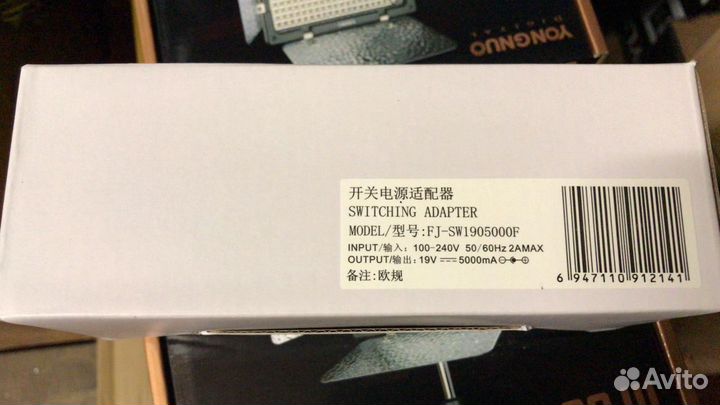 YONGNUO
DIGITAL
开关电源适配器
SWITCHING ADAPTER
MODEL/型号:FJ-SW1905000F
INPUT/输入: 100-240V 50/60Hz 2AMAX
OUTPUT/输出: 19V 5000mA
备注:欧规
6 947110 912141
Avito